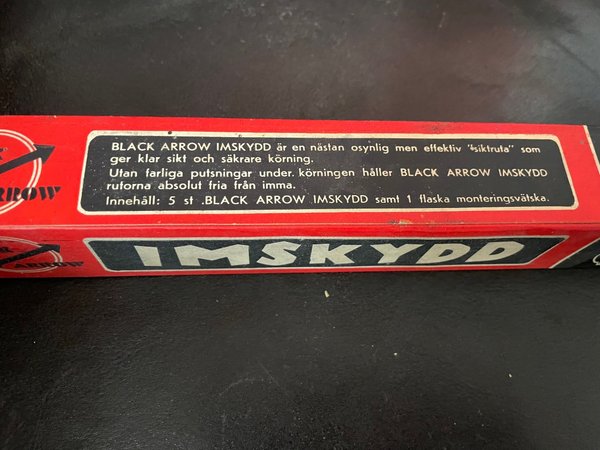 BLACK ARROW IMSKYDD är en nästan osynlig men effektiv "siktruta" som
ger klar sikt och säkrare körning.
Utan farliga putsningar under. körningen håller BLACK ARROW IMSKYDD
rutorna absolut fria från imma.
Innehåll: 5 st .BLACK ARROW IMSKYDD samt 1 flaska monteringsvätska.
ARROW
IMSKYDD
ARROW